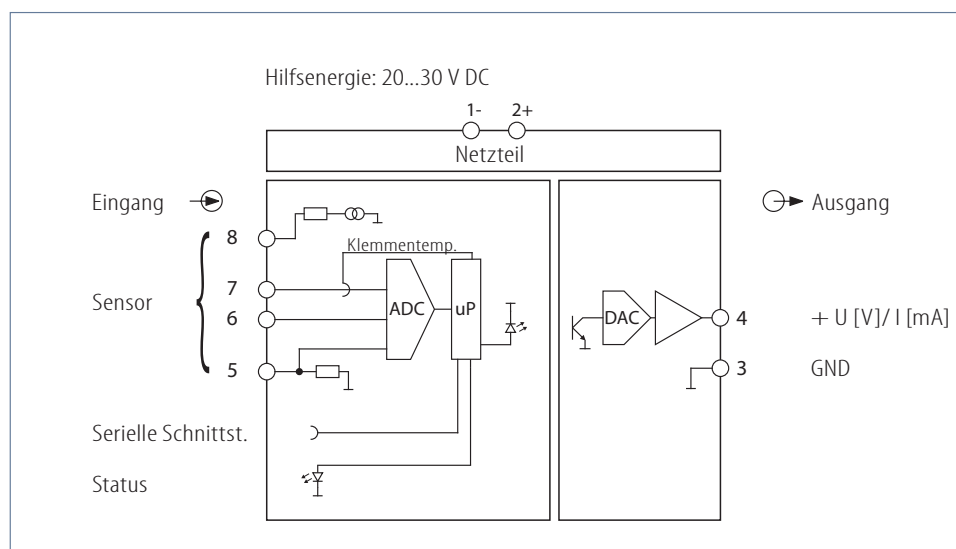 Hilfsenergie: 20...30 V DC
1- 2+
Netzteil
Eingang
Ausgang
8
Klemmentemp.
7
Sensor
6
ADC
uP
DAC
4
+ U [V]/ I [mA]
5
3
GND
Serielle Schnittst.
Status